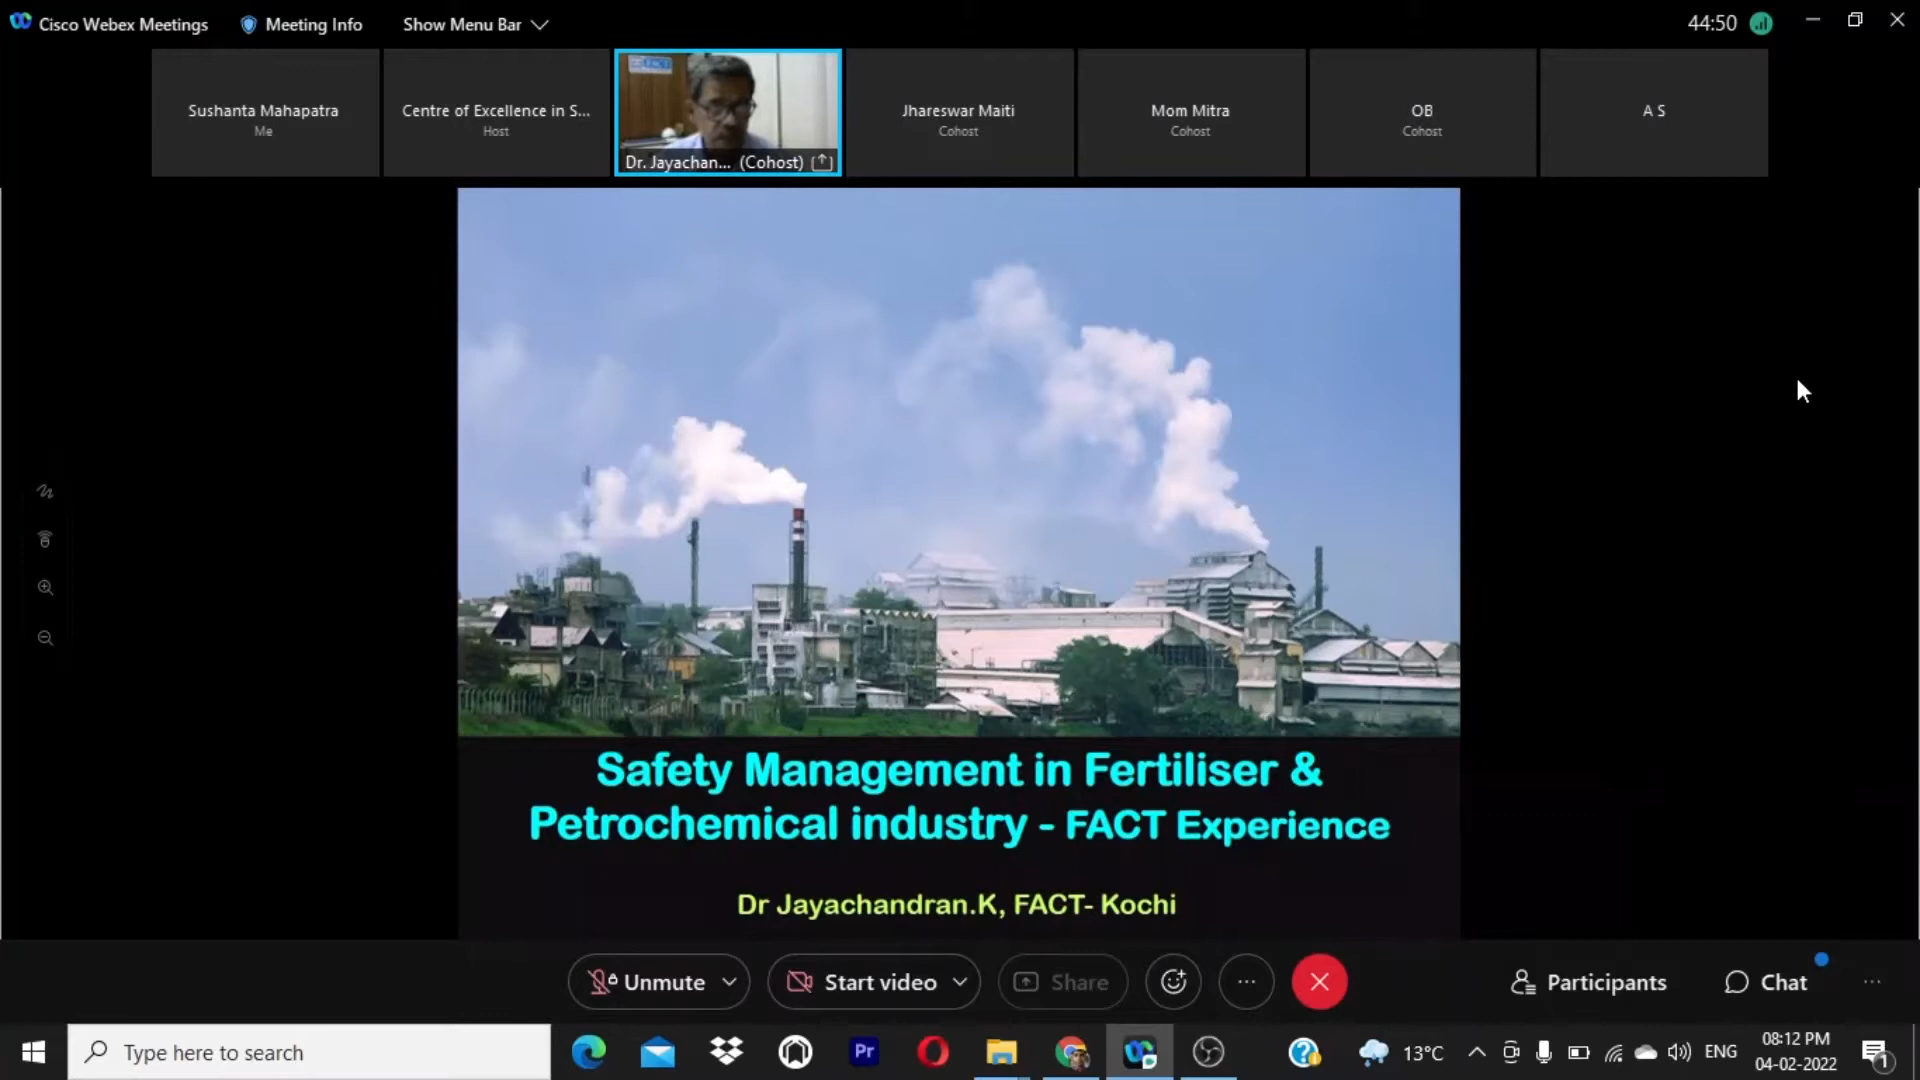 Cisco Webex Meetings
Meeting Info
Show Menu Bar
44:50
Sushanta Mahapatra
Me
Centre of Excellence in S...
Host
Dr. Jayachan... (Cohost)
Jhareswar Maiti
Cohost
Mom Mitra
Cohost
OB
Cohost
A S
Safety Management in Fertiliser &
Petrochemical industry - FACT Experience
Dr Jayachandran.K, FACT- Kochi
Unmute
Start video
Share
Participants
Chat
Type here to search
Pr
13°C
ENG
08:12 PM
04-02-2022
1